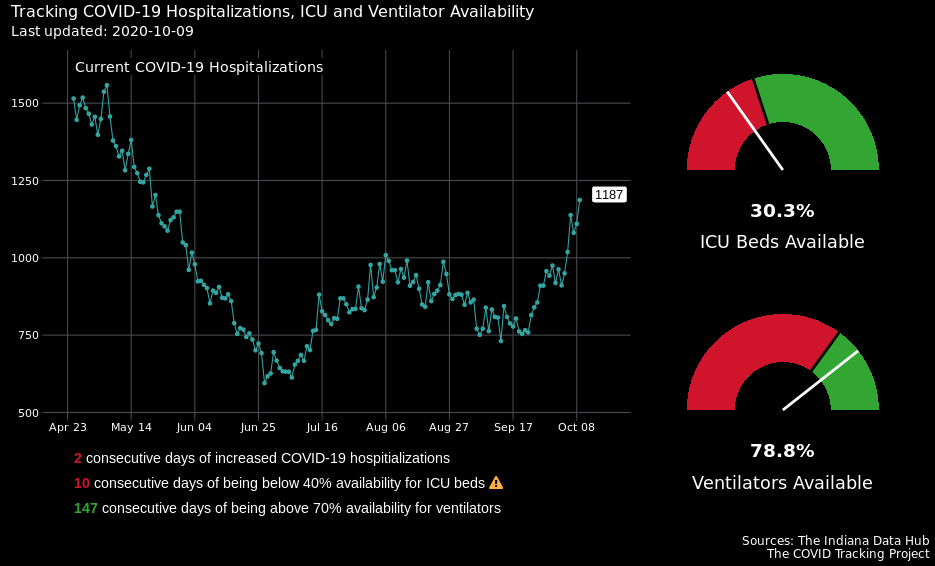 Tracking COVID-19 Hospitalizations, ICU and Ventilator Availability
Last updated: 2020-10-09
Current COVID-19 Hospitalizations
1500
1250
1000
750
500
1187
Apr 23 May 14 Jun 04 Jun 25 Jul 16 Aug 06 Aug 27 Sep 17 Oct 08
30.3%
ICU Beds Available
78.8%
Ventilators Available
2 consecutive days of increased COVID-19 hospitializations
10 consecutive days of being below 40% availability for ICU beds ⚠
147 consecutive days of being above 70% availability for ventilators
Sources: The Indiana Data Hub
The COVID Tracking Project